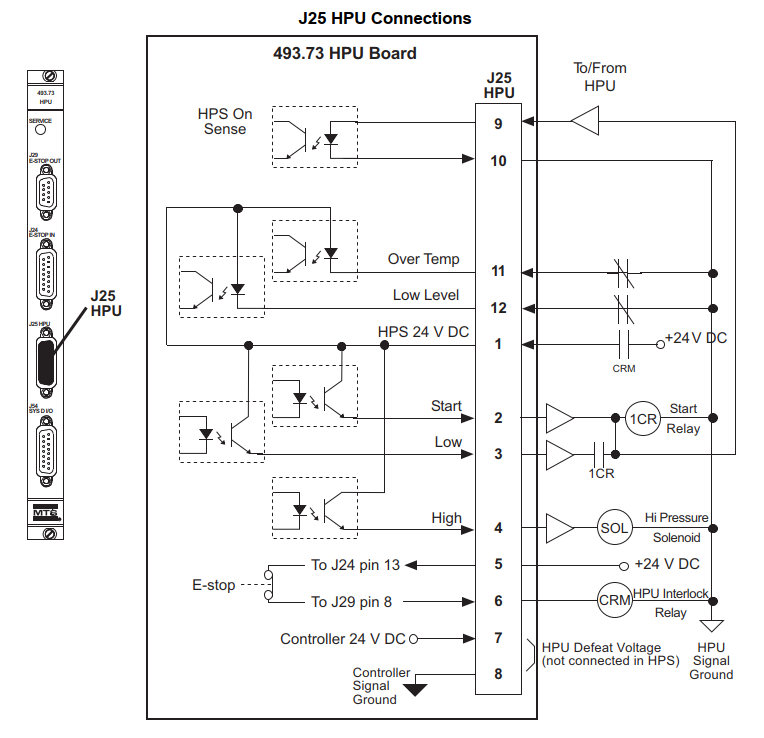 J25 HPU Connections
493.73 HPU Board
493.73
HPU
SERVICE
J29
E-STOP OUT
J24
E-STOP IN
J25 HPU
J54
SYS D I/O
MTS
J25
HPU
J25
HPU
To/From
HPU
HPS On
Sense
9
10
Over Temp
11
Low Level
12
HPS 24 V DC
1
+24 V DC
CRM
Start
2
1CR
Start
Relay
Low
3
1CR
High
4
SOL
Hi Pressure
Solenoid
To J24 pin 13
5
+24 V DC
E-stop
To J29 pin 8
6
CRM
HPU Interlock
Relay
Controller 24 V DC
7
HPU Defeat Voltage
(not connected in HPS)
HPU
Signal
Ground
Controller
Signal
Ground
8